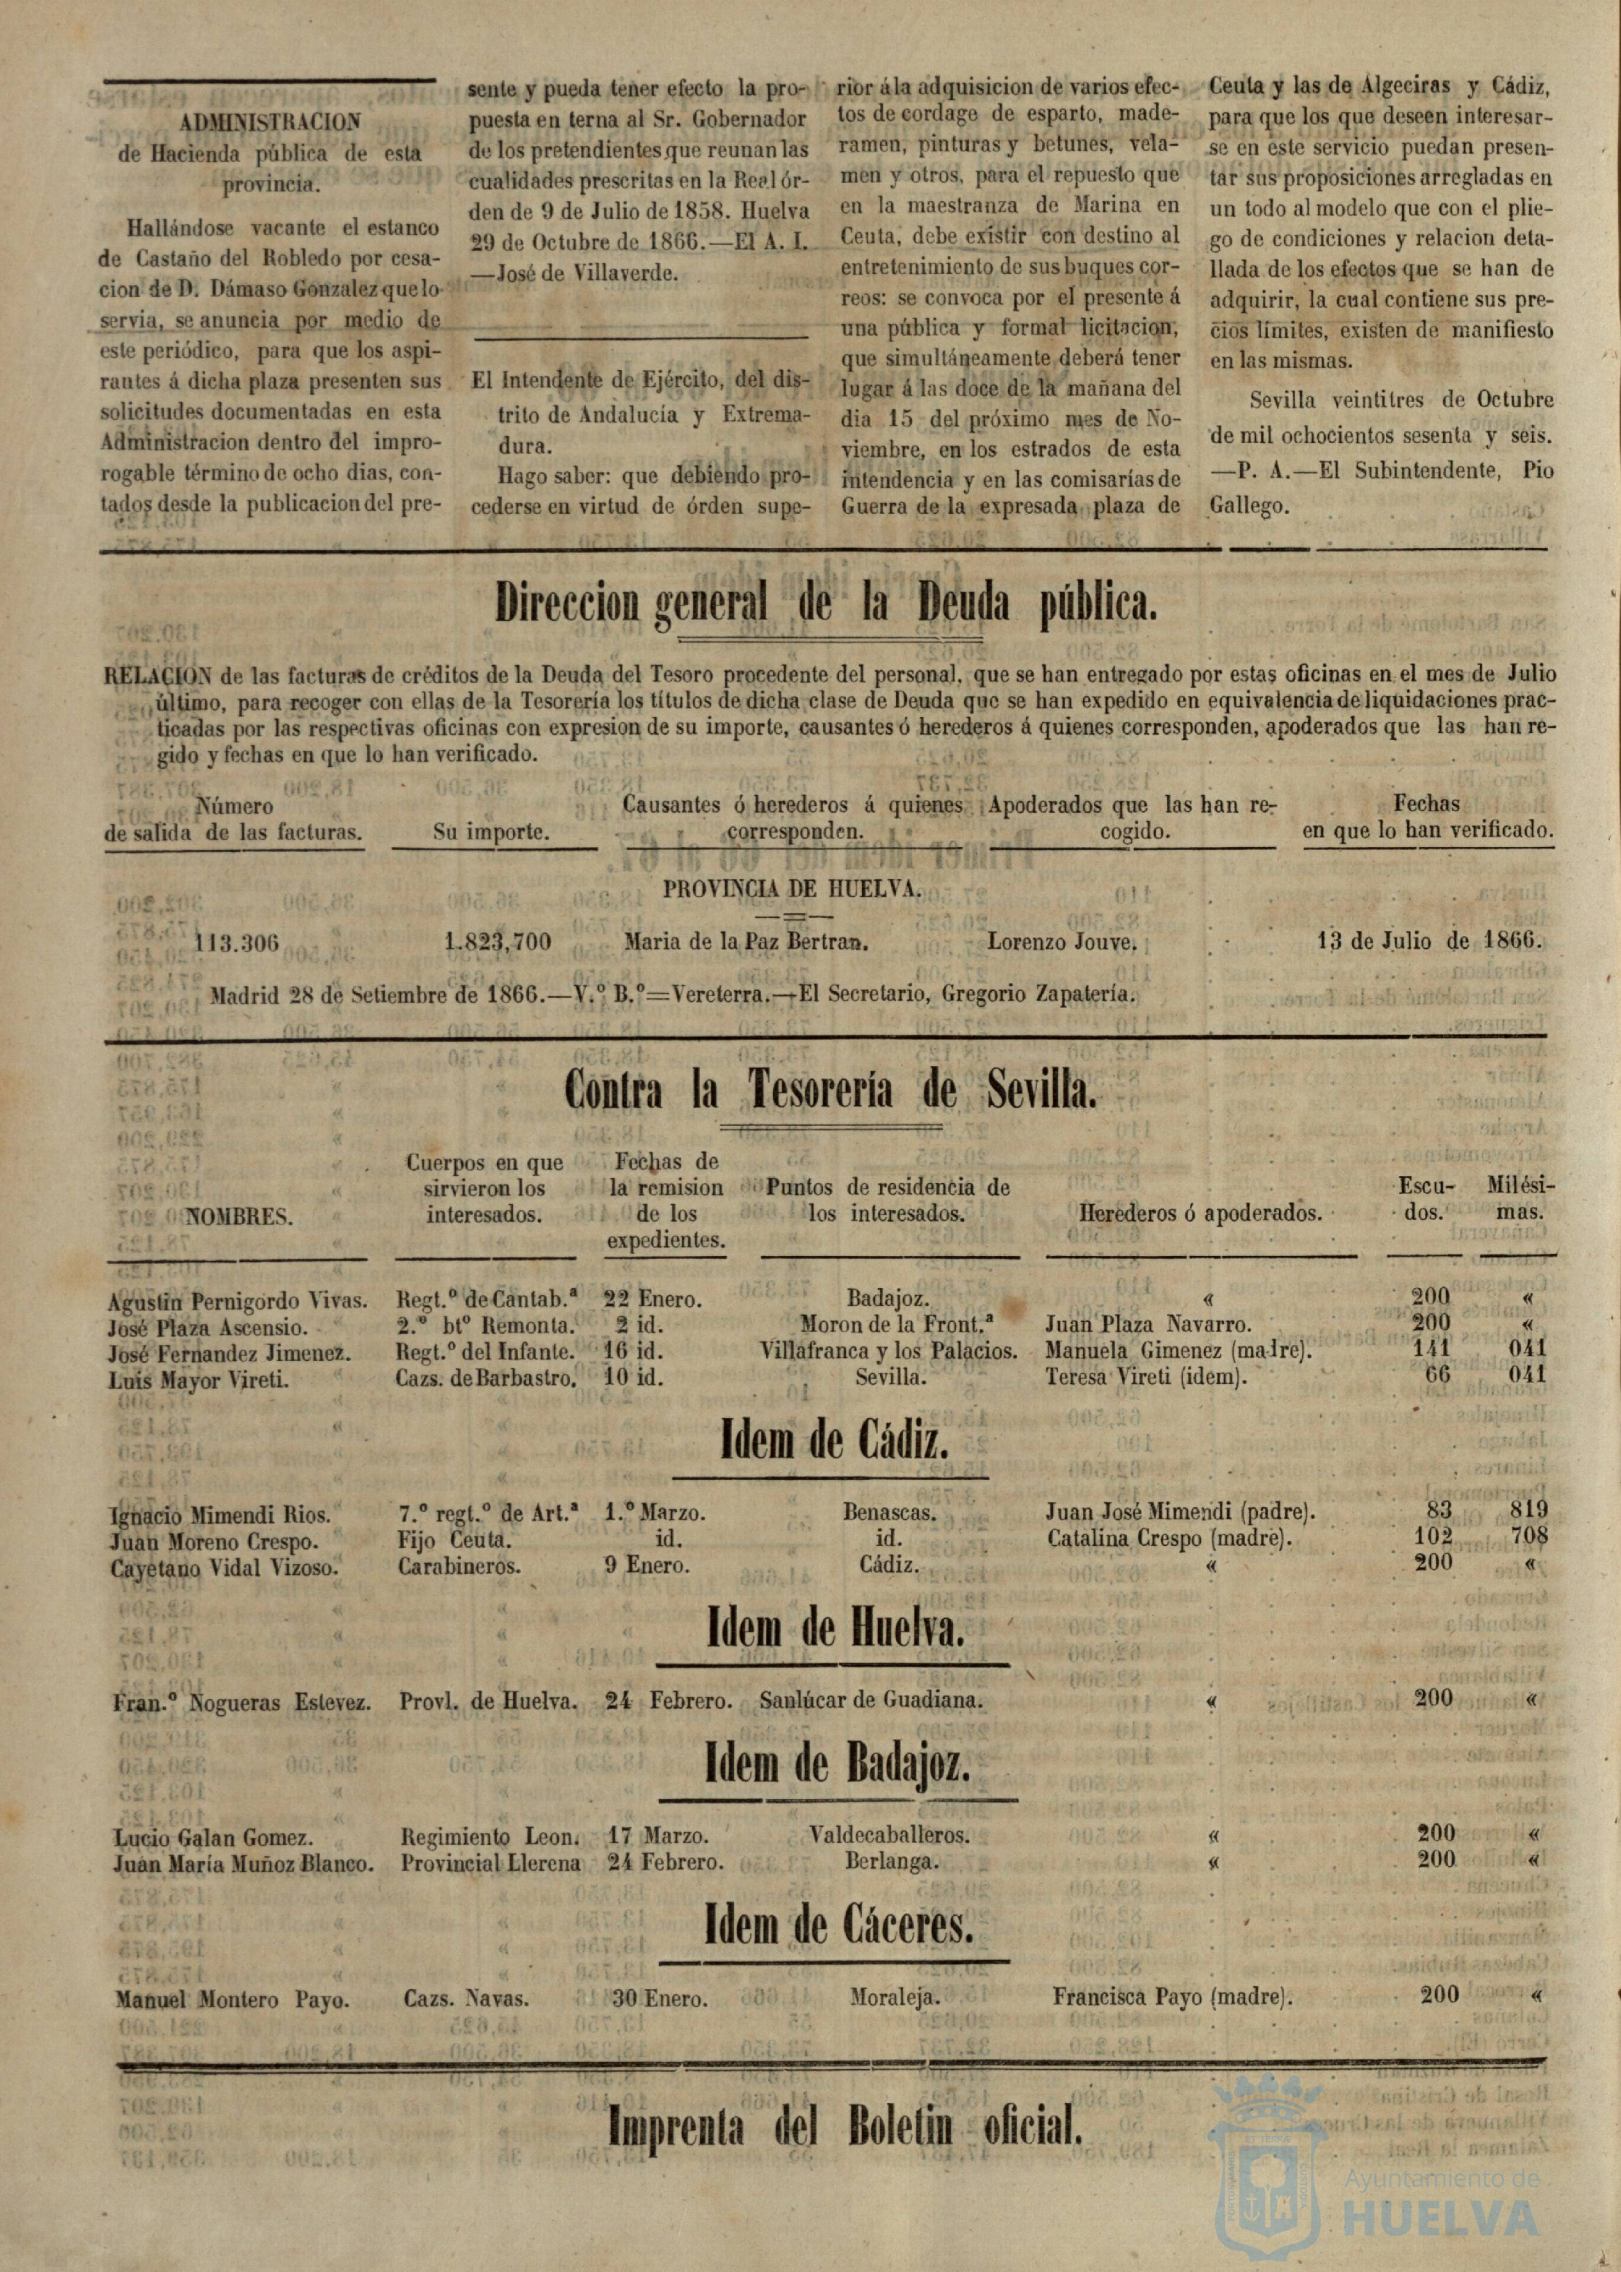 ADMINISTRACION
de Hacienda pública de esta
provincia.
Hallándose vacante el estanco
de Castaño del Robledo por cesa-
cion de D. Dámaso Gonzalez que lo
servia, se anuncia por medio de
este periódico, para que los aspi-
rantes á dicha plaza presenten sus
solicitudes documentadas en esta
Administracion dentro del impro-
rogable término de ocho dias, con-
tados desde la publicacion del pre-
sente y pueda tener efecto la pro-
puesta en terna al Sr. Gobernador
de los pretendientes que reunan las
cualidades prescritas en la Real ór-
den de 9 de Julio de 1858. Huelva
29 de Octubre de 1866.—El A. I.
—José de Villaverde.
El Intendente de Ejército, del dis-
trito de Andalucía y Extrema-
dura.
Hago saber: que debiendo pro-
cederse en virtud de órden supe-
rior á la adquisicion de varios efec-
tos de cordage de esparto, made-
ramen, pinturas y betunes, vela-
men y otros, para el repuesto que
en la maestranza de Marina en
Ceuta, debe existir con destino al
entretenimiento de sus buques cor-
reos: se convoca por el presente á
una pública y formal licitacion,
que simultáneamente deberá tener
lugar á las doce de la mañana del
dia 15 del próximo mes de No-
viembre, en los estrados de esta
intendencia y en las comisarías de
Guerra de la expresada plaza de
Ceuta y las de Algeciras y Cádiz,
para que los que deseen interesar-
se en este servicio puedan presen-
tar sus proposiciones arregladas en
un todo al modelo que con el plie-
go de condiciones y relacion deta-
llada de los efectos que se han de
adquirir, la cual contiene sus pre-
cios límites, existen de manifiesto
en las mismas.
Sevilla veintitres de Octubre
de mil ochocientos sesenta y seis.
—P. A.—El Subintendente, Pio
Gallego.
Direccion general de la Deuda pública.
RELACION de las facturas de créditos de la Deuda del Tesoro procedente del personal, que se han entregado por estas oficinas en el mes de Julio
último, para recoger con ellas de la Tesorería los títulos de dicha clase de Deuda que se han expedido en equivalencia de liquidaciones prac-
ticadas por las respectivas oficinas con expresion de su importe, causantes ó herederos á quienes corresponden, apoderados que las han re-
gido y fechas en que lo han verificado.
Número
de salida de las facturas.
Su importe.
Causantes ó herederos á quienes
corresponden.
Apoderados que las han re-
cogido.
Fechas
en que lo han verificado.
PROVINCIA DE HUELVA.
113.306 1.823,700 Maria de la Paz Bertran. Lorenzo Jouve. 13 de Julio de 1866.
Madrid 28 de Setiembre de 1866.—V.º B.º=Vereterra.—El Secretario, Gregorio Zapatería.
Contra la Tesorería de Sevilla.
NOMBRES.
Cuerpos en que
sirvieron los
interesados.
Fechas de
la remision
de los
expedientes.
Puntos de residencia de
los interesados.
Herederos ó apoderados.
Escu-
dos.
Milési-
mas.
Agustin Pernigordo Vivas. Regt.º de Cantab.ª 22 Enero. Badajoz. « 200 «
José Plaza Ascensio. 2.º btº Remonta. 2 id. Moron de la Front.ª Juan Plaza Navarro. 200 «
José Fernandez Jimenez. Regt.º del Infante. 16 id. Villafranca y los Palacios. Manuela Gimenez (madre). 141 041
Luis Mayor Vireti. Cazs. de Barbastro. 10 id. Sevilla. Teresa Vireti (idem). 66 041
Idem de Cádiz.
Ignacio Mimendi Rios. 7.º regt.º de Art.ª 1.º Marzo. Benascas. Juan José Mimendi (padre). 83 819
Juan Moreno Crespo. Fijo Ceuta. id. id. Catalina Crespo (madre). 102 708
Cayetano Vidal Vizoso. Carabineros. 9 Enero. Cádiz. « 200 «
Idem de Huelva.
Fran.º Nogueras Estevez. Provl. de Huelva. 24 Febrero. Sanlúcar de Guadiana. « 200 «
Idem de Badajoz.
Lucio Galan Gomez. Regimiento Leon. 17 Marzo. Valdecaballeros. « 200 «
Juan María Muñoz Blanco. Provincial Llerena 24 Febrero. Berlanga. « 200 «
Idem de Cáceres.
Manuel Montero Payo. Cazs. Navas. 30 Enero. Moraleja. Francisca Payo (madre). 200 «
Imprenta del Boletin oficial.
Ayuntamiento de
HUELVA